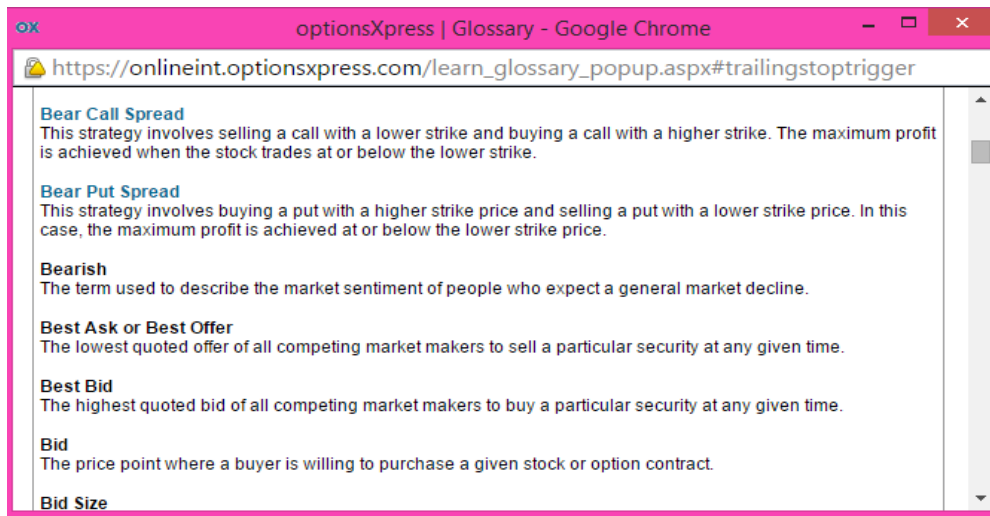 OX optionsXpress | Glossary - Google Chrome
https://onlineint.optionsxpress.com/learn_glossary_popup.aspx#trailingstoptrigger
Bear Call Spread
This strategy involves selling a call with a lower strike and buying a call with a higher strike. The maximum profit
is achieved when the stock trades at or below the lower strike.
Bear Put Spread
This strategy involves buying a put with a higher strike price and selling a put with a lower strike price. In this
case, the maximum profit is achieved at or below the lower strike price.
Bearish
The term used to describe the market sentiment of people who expect a general market decline.
Best Ask or Best Offer
The lowest quoted offer of all competing market makers to sell a particular security at any given time.
Best Bid
The highest quoted bid of all competing market makers to buy a particular security at any given time.
Bid
The price point where a buyer is willing to purchase a given stock or option contract.
Bid Size